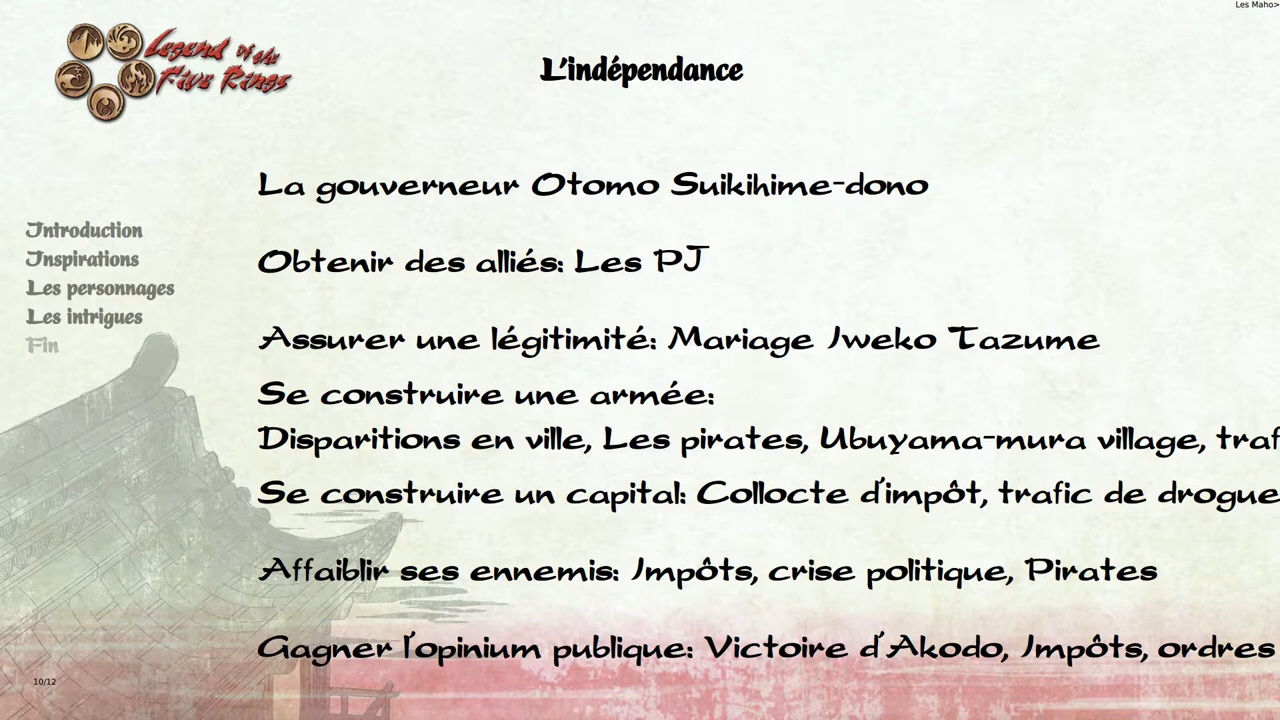 Les Maho>
Legend of the
Five Rings
L'indépendance
La gouverneur Otomo Suikihime-dono
Introduction
Inspirations
Les personnages
Les intrigues
Fin
Obtenir des alliés: Les PJ
Assurer une légitimité: Mariage Iweko Tazume
Se construire une armée:
Disparitions en ville, Les pirates, Ubuyama-mura village, traf
Se construire un capital: Collocte d'impôt, trafic de drogue
Affaiblir ses ennemis: Impôts, crise politique, Pirates
Gagner l'opinium publique: Victoire d'Akodo, Impôts, ordres
10/12